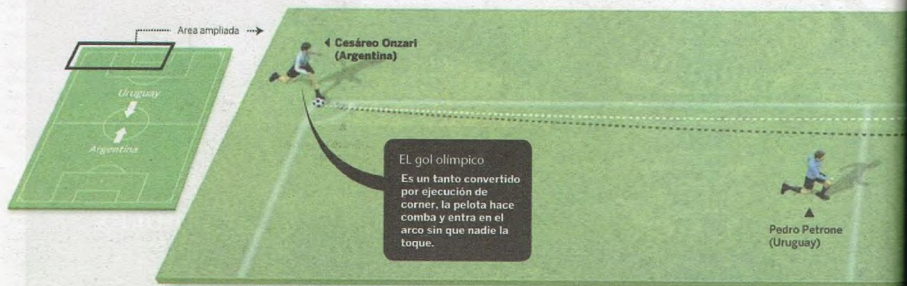 Area ampliada
Uruguay
Argentina
Cesáreo Onzari
(Argentina)
EL gol olímpico
Es un tanto convertido
por ejecución de
corner, la pelota hace
comba y entra en el
arco sin que nadie la
toque.
Pedro Petrone
(Uruguay)